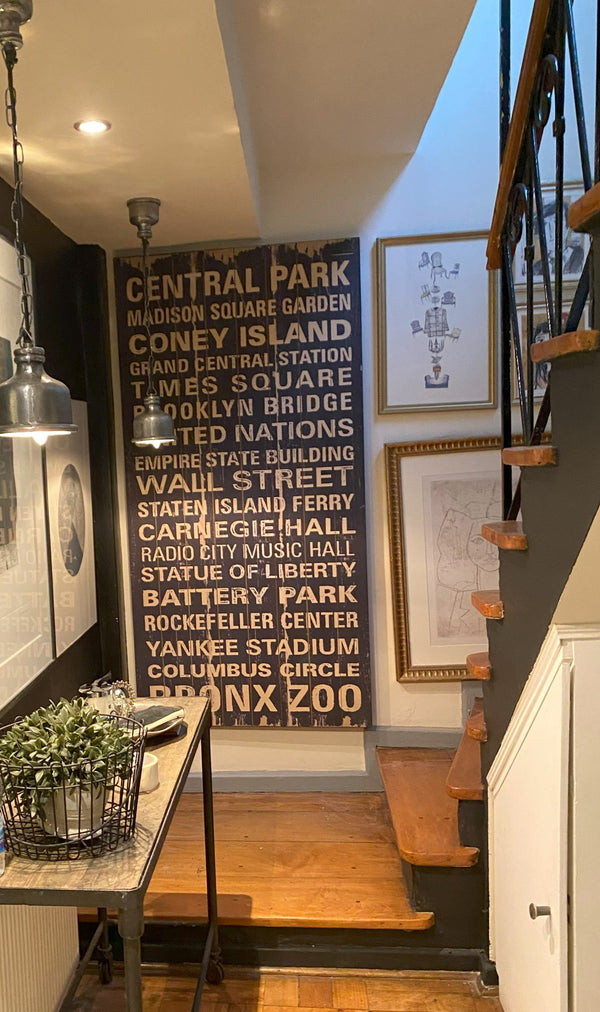 CENTRAL PARK
MADISON SQUARE GARDEN
CONEY ISLAND
GRAND CENTRAL STATION
TIMES SQUARE
BROOKLYN BRIDGE
UNITED NATIONS
EMPIRE STATE BUILDING
WALL STREET
STATEN ISLAND FERRY
CARNEGIE HALL
RADIO CITY MUSIC HALL
STATUE OF LIBERTY
BATTERY PARK
ROCKEFELLER CENTER
YANKEE STADIUM
COLUMBUS CIRCLE
BRONX ZOO